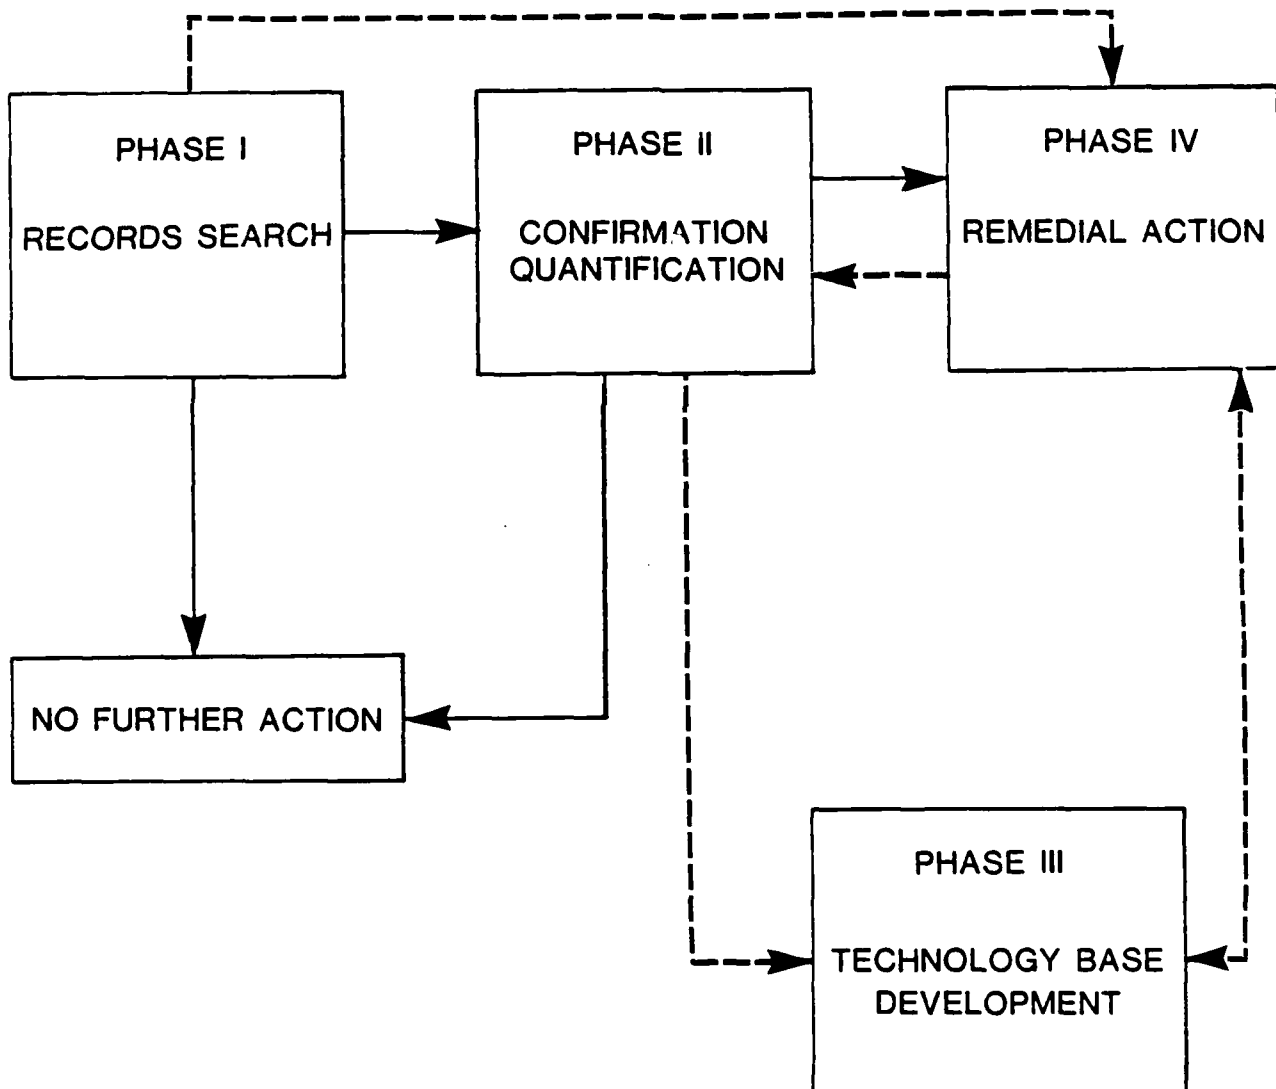 PHASE I
RECORDS SEARCH
PHASE II
CONFIRMATION
QUANTIFICATION
PHASE IV
REMEDIAL ACTION
NO FURTHER ACTION
PHASE III
TECHNOLOGY BASE
DEVELOPMENT